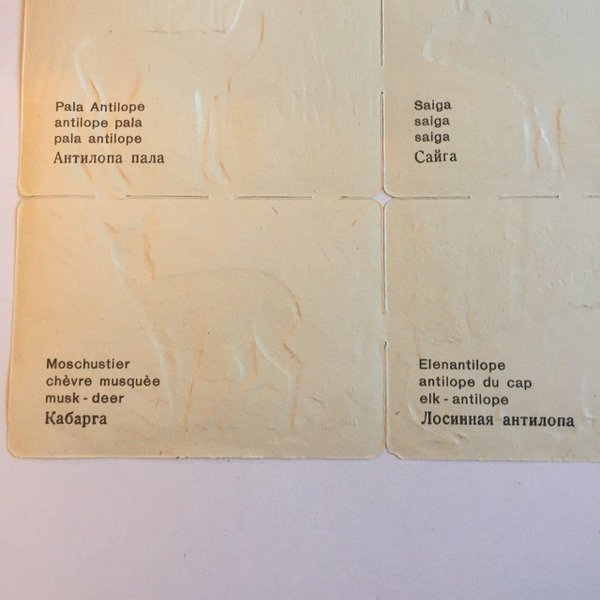 Pala Antilope
antilope pala
pala antilope
Антилопа пала
Saiga
saiga
saiga
Сайга
Moschustier
chèvre musquèe
musk - deer
Кабарга
Elenantilope
antilope du cap
elk - antilope
Лосинная антилопа